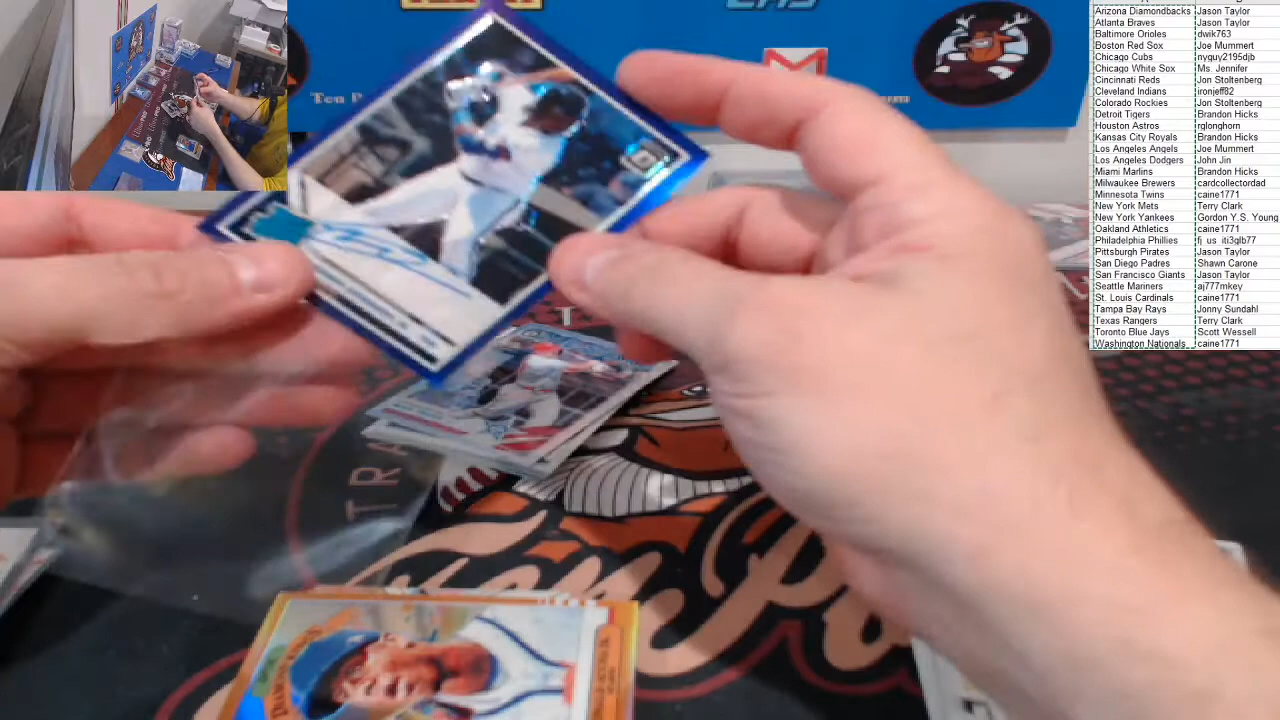 Arizona Diamondbacks Jason Taylor
Atlanta Braves Jason Taylor
Baltimore Orioles dwik763
Boston Red Sox Joe Mummert
Chicago Cubs nyguy2195djb
Chicago White Sox Ms. Jennifer
Cincinnati Reds Jon Stoltenberg
Cleveland Indians ironjeff82
Colorado Rockies Jon Stoltenberg
Detroit Tigers Brandon Hicks
Houston Astros rglonghorn
Kansas City Royals Brandon Hicks
Los Angeles Angels Joe Mummert
Los Angeles Dodgers John Jin
Miami Marlins Brandon Hicks
Milwaukee Brewers cardcollectordad
Minnesota Twins caine1771
New York Mets Terry Clark
New York Yankees Gordon Y.S. Young
Oakland Athletics caine1771
Philadelphia Phillies fj_us_iti3glb77
Pittsburgh Pirates Jason Taylor
San Diego Padres Shawn Carone
San Francisco Giants Jason Taylor
Seattle Mariners aj777mkey
St. Louis Cardinals caine1771
Tampa Bay Rays Jonny Sundahl
Texas Rangers Terry Clark
Toronto Blue Jays Scott Wessell
Washington Nationals caine1771
Ten P
TRA